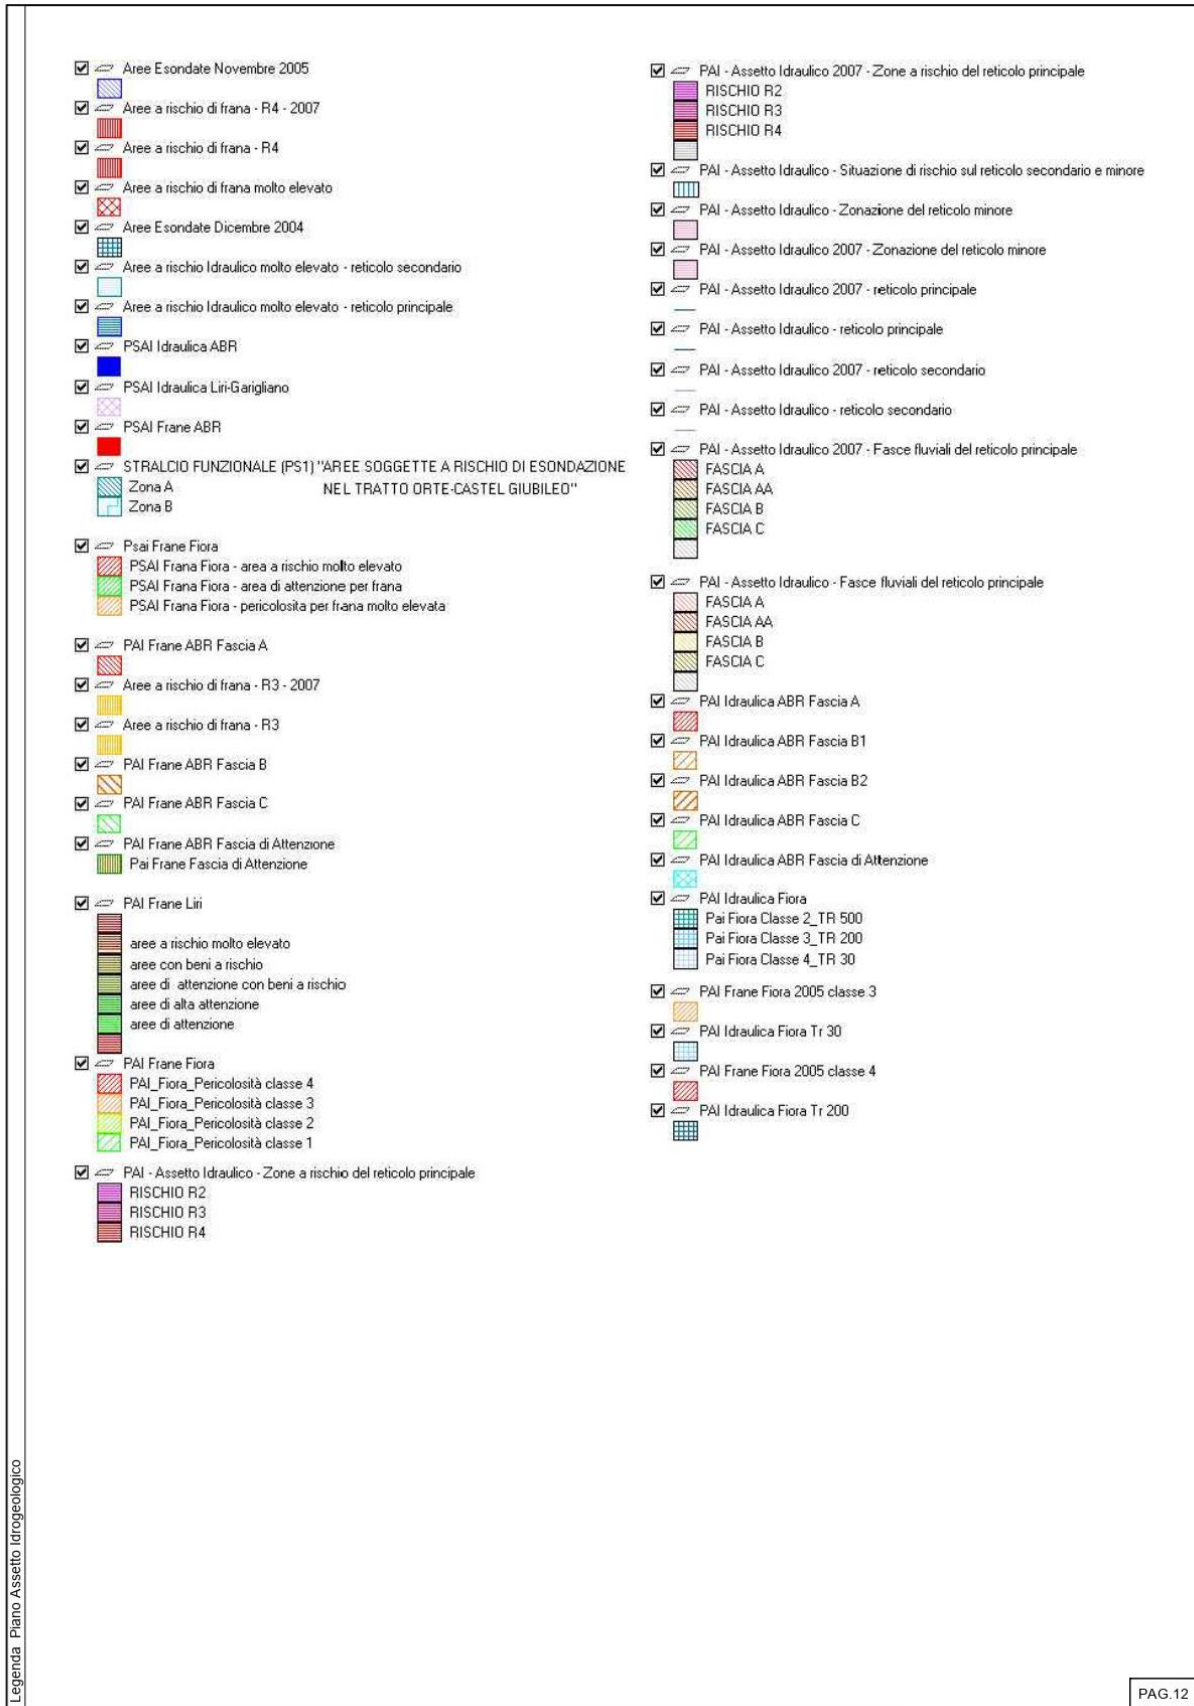 Aree Esondate Novembre 2005
Aree a rischio di frana - R4 - 2007
Aree a rischio di frana - R4
Aree a rischio di frana molto elevato
Aree Esondate Dicembre 2004
Aree a rischio Idraulico molto elevato - reticolo secondario
Aree a rischio Idraulico molto elevato - reticolo principale
PSAI Idraulica ABR
PSAI Idraulica Liri-Garigliano
PSAI Frane ABR
STRALCIO FUNZIONALE (PS1) "AREE SOGGETTE A RISCHIO DI ESONDAZIONE
Zona A NEL TRATTO ORTE-CASTEL GIUBILEO"
Zona B
Psai Frane Fiora
PSAI Frana Fiora - area a rischio molto elevato
PSAI Frana Fiora - area di attenzione per frana
PSAI Frana Fiora - pericolosita per frana molto elevata
PAI Frane ABR Fascia A
Aree a rischio di frana - R3 - 2007
Aree a rischio di frana - R3
PAI Frane ABR Fascia B
PAI Frane ABR Fascia C
PAI Frane ABR Fascia di Attenzione
Pai Frane Fascia di Attenzione
PAI Frane Liri
aree a rischio molto elevato
aree con beni a rischio
aree di attenzione con beni a rischio
aree di alta attenzione
aree di attenzione
PAI Frane Fiora
PAI_Fiora_Pericolosità classe 4
PAI_Fiora_Pericolosità classe 3
PAI_Fiora_Pericolosità classe 2
PAI_Fiora_Pericolosità classe 1
PAI - Assetto Idraulico - Zone a rischio del reticolo principale
RISCHIO R2
RISCHIO R3
RISCHIO R4
PAI - Assetto Idraulico 2007 - Zone a rischio del reticolo principale
RISCHIO R2
RISCHIO R3
RISCHIO R4
PAI - Assetto Idraulico - Situazione di rischio sul reticolo secondario e minore
PAI - Assetto Idraulico - Zonazione del reticolo minore
PAI - Assetto Idraulico 2007 - Zonazione del reticolo minore
PAI - Assetto Idraulico 2007 - reticolo principale
PAI - Assetto Idraulico - reticolo principale
PAI - Assetto Idraulico 2007 - reticolo secondario
PAI - Assetto Idraulico - reticolo secondario
PAI - Assetto Idraulico 2007 - Fasce fluviali del reticolo principale
FASCIA A
FASCIA AA
FASCIA B
FASCIA C
PAI - Assetto Idraulico - Fasce fluviali del reticolo principale
FASCIA A
FASCIA AA
FASCIA B
FASCIA C
PAI Idraulica ABR Fascia A
PAI Idraulica ABR Fascia B1
PAI Idraulica ABR Fascia B2
PAI Idraulica ABR Fascia C
PAI Idraulica ABR Fascia di Attenzione
PAI Idraulica Fiora
Pai Fiora Classe 2_TR 500
Pai Fiora Classe 3_TR 200
Pai Fiora Classe 4_TR 30
PAI Frane Fiora 2005 classe 3
PAI Idraulica Fiora Tr 30
PAI Frane Fiora 2005 classe 4
PAI Idraulica Fiora Tr 200
Legenda Piano Assetto Idrogeologico
PAG.12